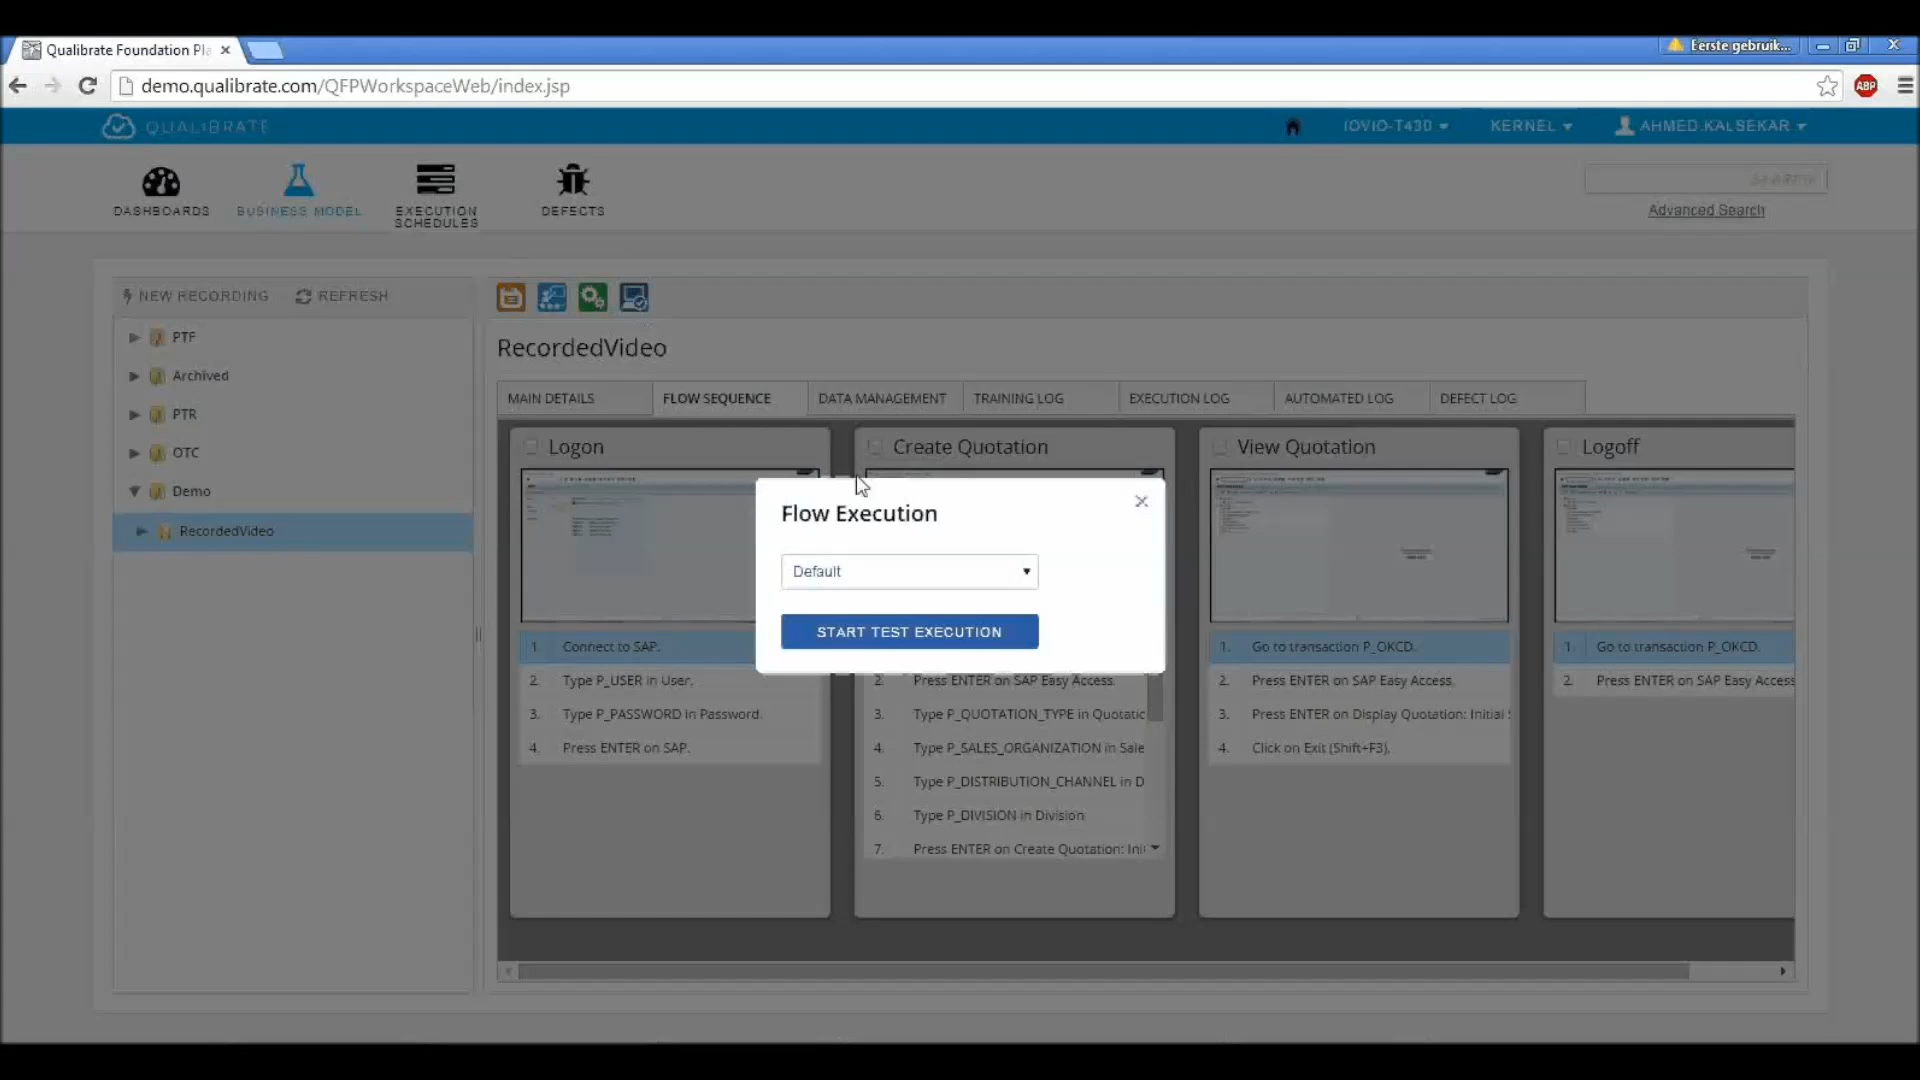 Qualibrate Foundation Pla
Eerste gebruik...
demo.qualibrate.com/QFPWorkspaceWeb/index.jsp
ABP
QUALIBRATE
IOVIO-T430
KERNEL
AHMED.KALSEKAR
DASHBOARDS
BUSINESS MODEL
EXECUTION
SCHEDULES
DEFECTS
SEARCH
Advanced Search
NEW RECORDING
REFRESH
PTF
Archived
PTR
OTC
Demo
RecordedVideo
RecordedVideo
MAIN DETAILS
FLOW SEQUENCE
DATA MANAGEMENT
TRAINING LOG
EXECUTION LOG
AUTOMATED LOG
DEFECT LOG
Logon
1. Connect to SAP.
2. Type P_USER in User.
3. Type P_PASSWORD in Password.
4. Press ENTER on SAP.
Create Quotation
2. Press ENTER on SAP Easy Access.
3. Type P_QUOTATION_TYPE in Quotatic
4. Type P_SALES_ORGANIZATION in Sale
5. Type P_DISTRIBUTION_CHANNEL in D
6. Type P_DIVISION in Division
7. Press ENTER on Create Quotation: Ini
Flow Execution
Default
START TEST EXECUTION
View Quotation
1. Go to transaction P_OKCD.
2. Press ENTER on SAP Easy Access.
3. Press ENTER on Display Quotation: Initial S
4. Click on Exit (Shift+F3).
Logoff
1. Go to transaction P_OKCD.
2. Press ENTER on SAP Easy Access